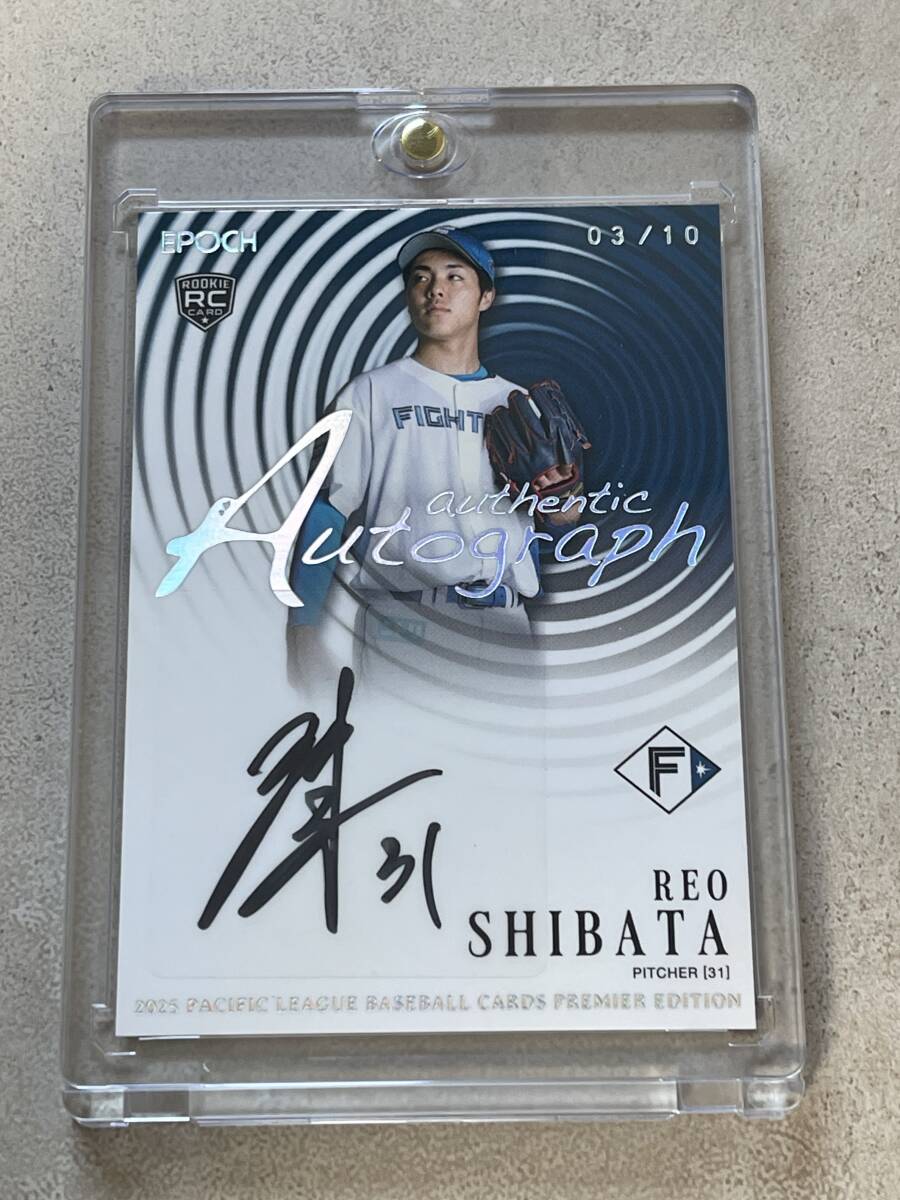 EPOCH
03/10
ROOKIE
RC
CARD
FIGHT
authentic
Autograph
31
F
REO
SHIBATA
PITCHER [31]
2025 PACIFIC LEAGUE BASEBALL CARDS PREMIER EDITION